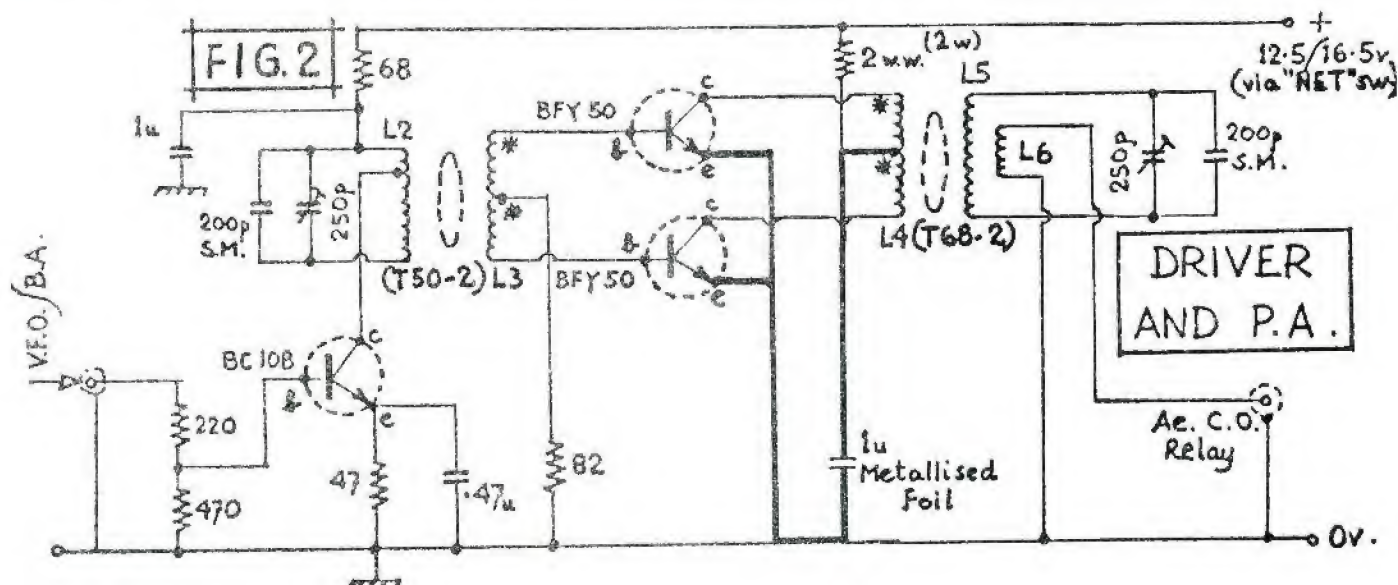 FIG. 2
68
1u
L2
200p
S.M.
250p
(T50-2)
L3
BFY 50
b
c
e
BFY 50
b
c
e
2 w.w. (2w)
L4 (T68-2)
L5
L6
250p
200p
S.M.
+
12.5/16.5v
(via "NET" sw)
DRIVER
AND P.A.
V.F.O./B.A.
220
470
BC 108
b
c
e
47
.47u
82
1u
Metallised
Foil
Ae. C.O.
Relay
0v.